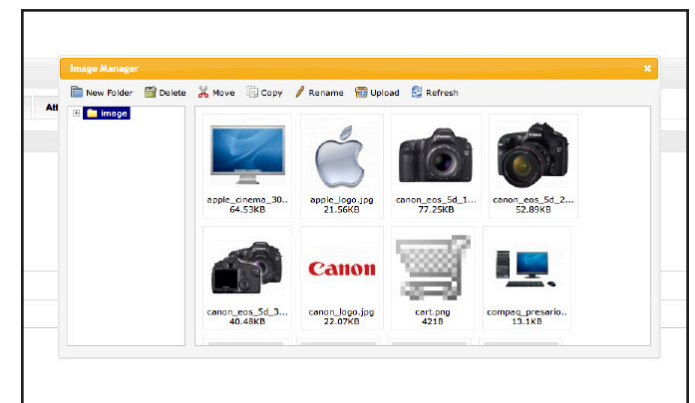 Image Manager
New Folder Delete Move Copy Rename Upload Refresh
image
apple_cinema_30..
64.53KB
apple_logo.jpg
21.56KB
canon_eos_5d_1...
77.25KB
canon_eos_5d_2...
52.89KB
Canon
canon_eos_5d_3...
40.48KB
canon_logo.jpg
22.07KB
cart.png
421B
compaq_presario..
13.1KB